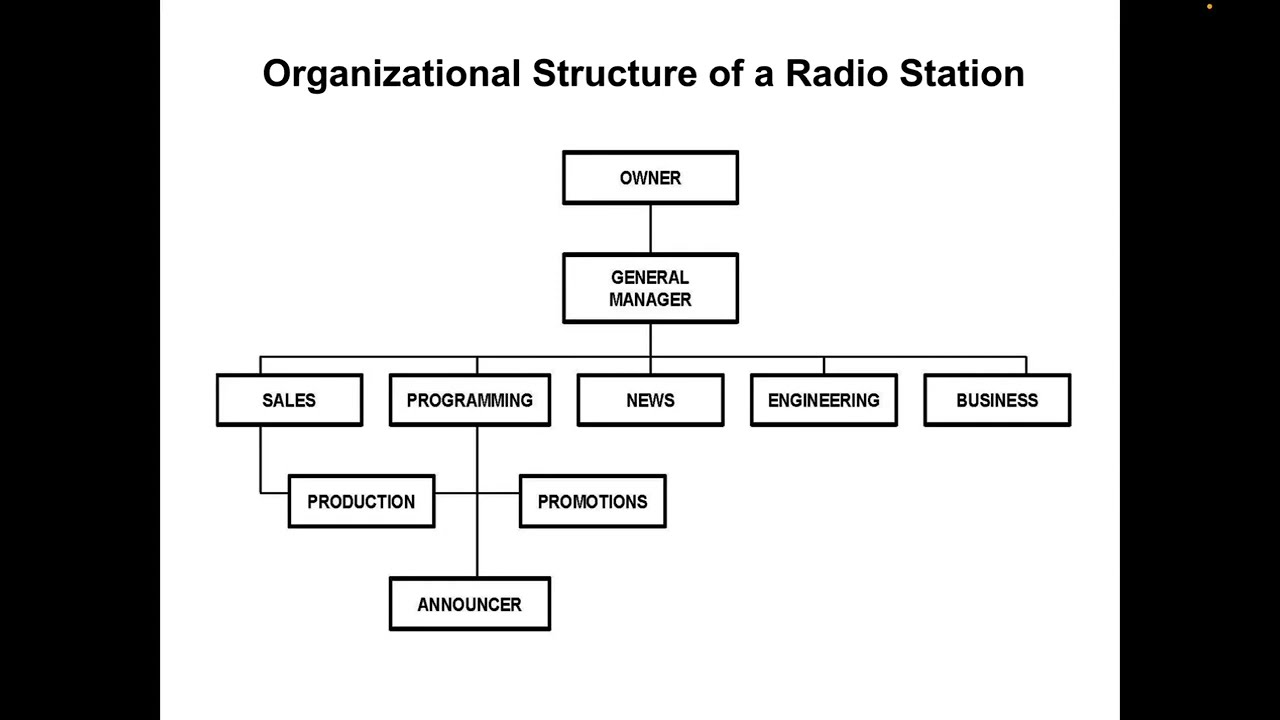 Organizational Structure of a Radio Station
OWNER
GENERAL
MANAGER
SALES
PROGRAMMING
NEWS
ENGINEERING
BUSINESS
PRODUCTION
PROMOTIONS
ANNOUNCER